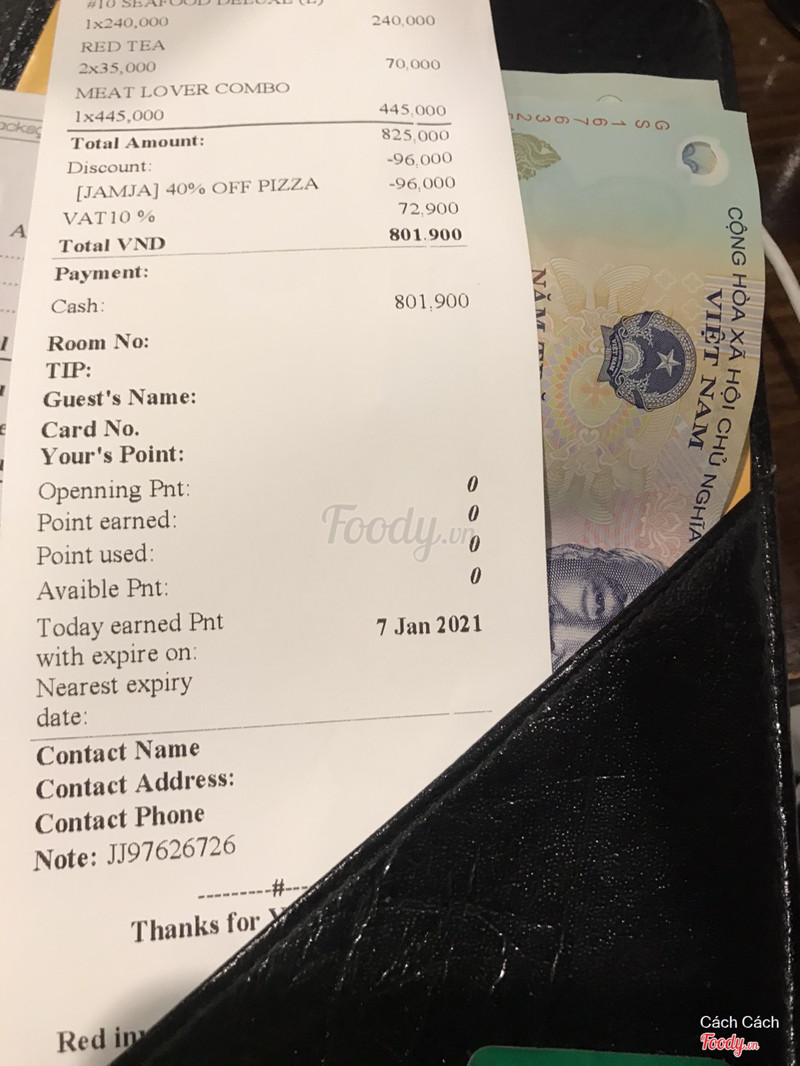 #10 SEAFOOD DELUXE (L)
1x240,000 240,000
RED TEA
2x35,000 70,000
MEAT LOVER COMBO
1x445,000 445,000
Total Amount: 825,000
Discount: -96,000
[JAMJA] 40% OFF PIZZA -96,000
VAT10 % 72,900
Total VND 801.900
Payment:
Cash: 801,900
Room No:
TIP:
Guest's Name:
Card No.
Your's Point:
Openning Pnt: 0
Point earned: 0
Point used: 0
Avaible Pnt: 0
Today earned Pnt 7 Jan 2021
with expire on:
Nearest expiry
date:
Contact Name
Contact Address:
Contact Phone
Note: JJ97626726
---------#---
Thanks for
Red
CỘNG HÒA XÃ HỘI CHỦ NGHĨA
VIỆT NAM
NĂM
Foody.vn
Cách Cách
Foody.vn